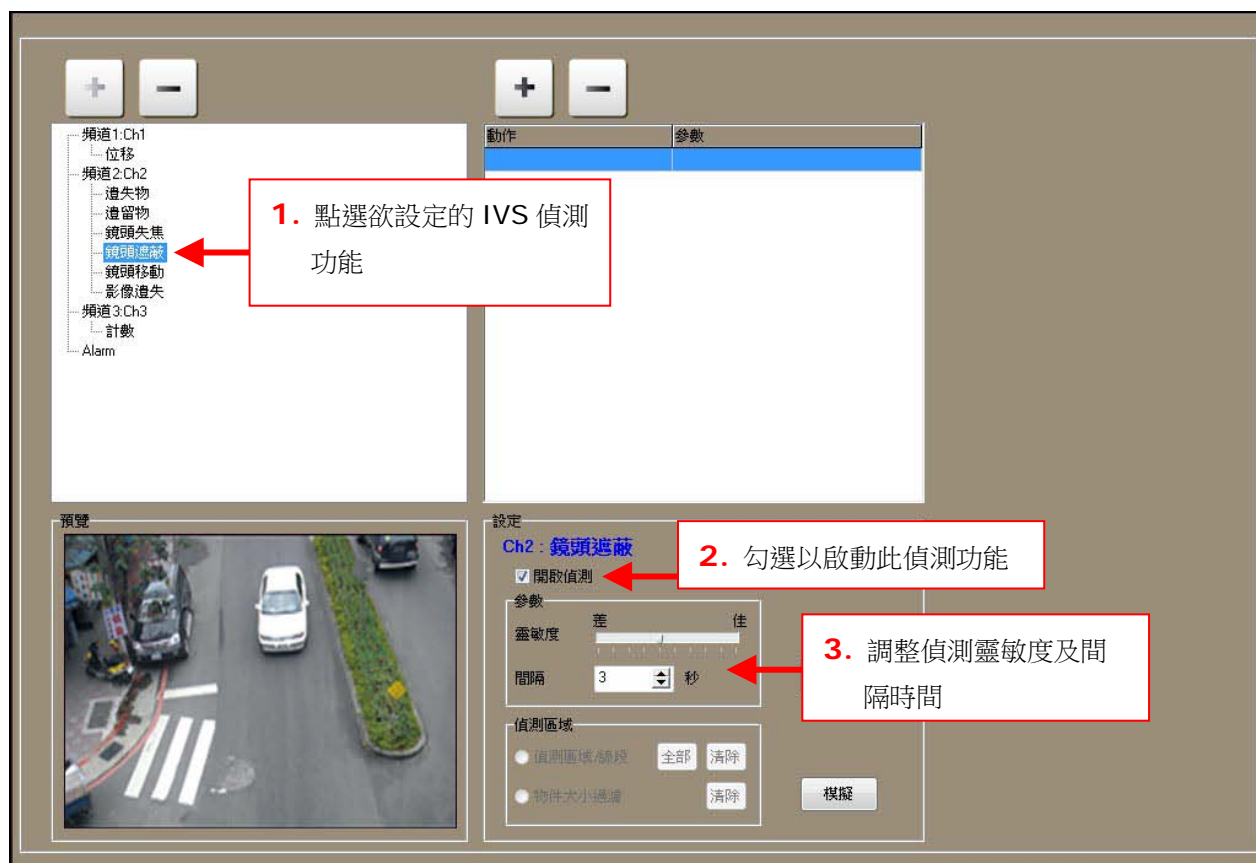 頻道1:Ch1
位移
頻道2:Ch2
遺失物
遺留物
鏡頭失焦
鏡頭遮蔽
鏡頭移動
影像遺失
頻道3:Ch3
計數
Alarm
動作 參數
1. 點選欲設定的 IVS 偵測
功能
預覽
設定
Ch2 : 鏡頭遮蔽
開啟偵測
2. 勾選以啟動此偵測功能
參數
差 佳
靈敏度
間隔 3 秒
3. 調整偵測靈敏度及間
隔時間
偵測區域
偵測區域/線段 全部 清除
物件大小過濾 清除
模擬